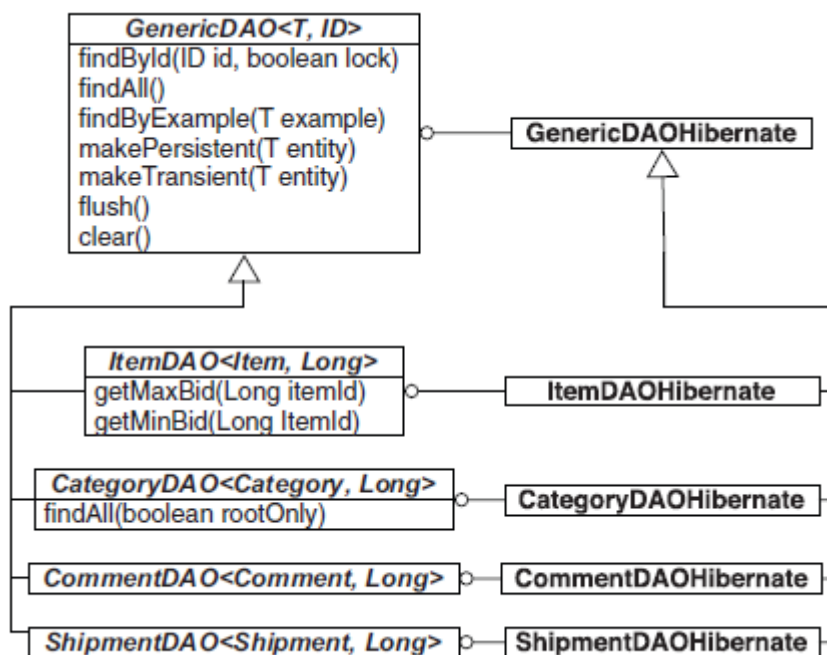 GenericDAO<T, ID>
findById(ID id, boolean lock)
findAll()
findByExample(T example)
makePersistent(T entity)
makeTransient(T entity)
flush()
clear()
GenericDAOHibernate
ItemDAO<Item, Long>
getMaxBid(Long itemId)
getMinBid(Long ItemId)
ItemDAOHibernate
CategoryDAO<Category, Long>
findAll(boolean rootOnly)
CategoryDAOHibernate
CommentDAO<Comment, Long>
CommentDAOHibernate
ShipmentDAO<Shipment, Long>
ShipmentDAOHibernate